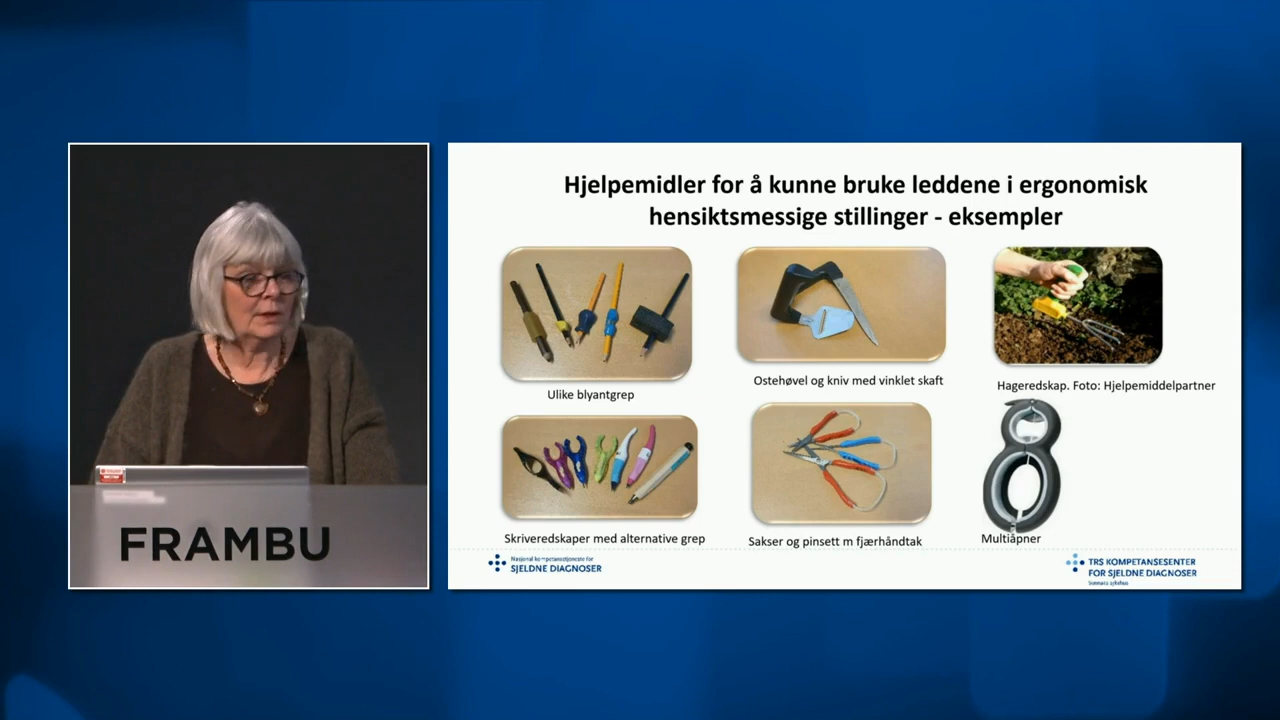 Hjelpemidler for å kunne bruke leddene i ergonomisk
hensiktsmessige stillinger - eksempler
Ulike blyantgrep
Ostehøvel og kniv med vinklet skaft
Hageredskap. Foto: Hjelpemiddelpartner
Skriveredskaper med alternative grep
Sakser og pinsett m fjærhåndtak
Multiåpner
Nasjonal kompetansetjeneste for
SJELDNE DIAGNOSER
TRS KOMPETANSESENTER
FOR SJELDNE DIAGNOSER
Sunnaas sykehus
FRAMBU